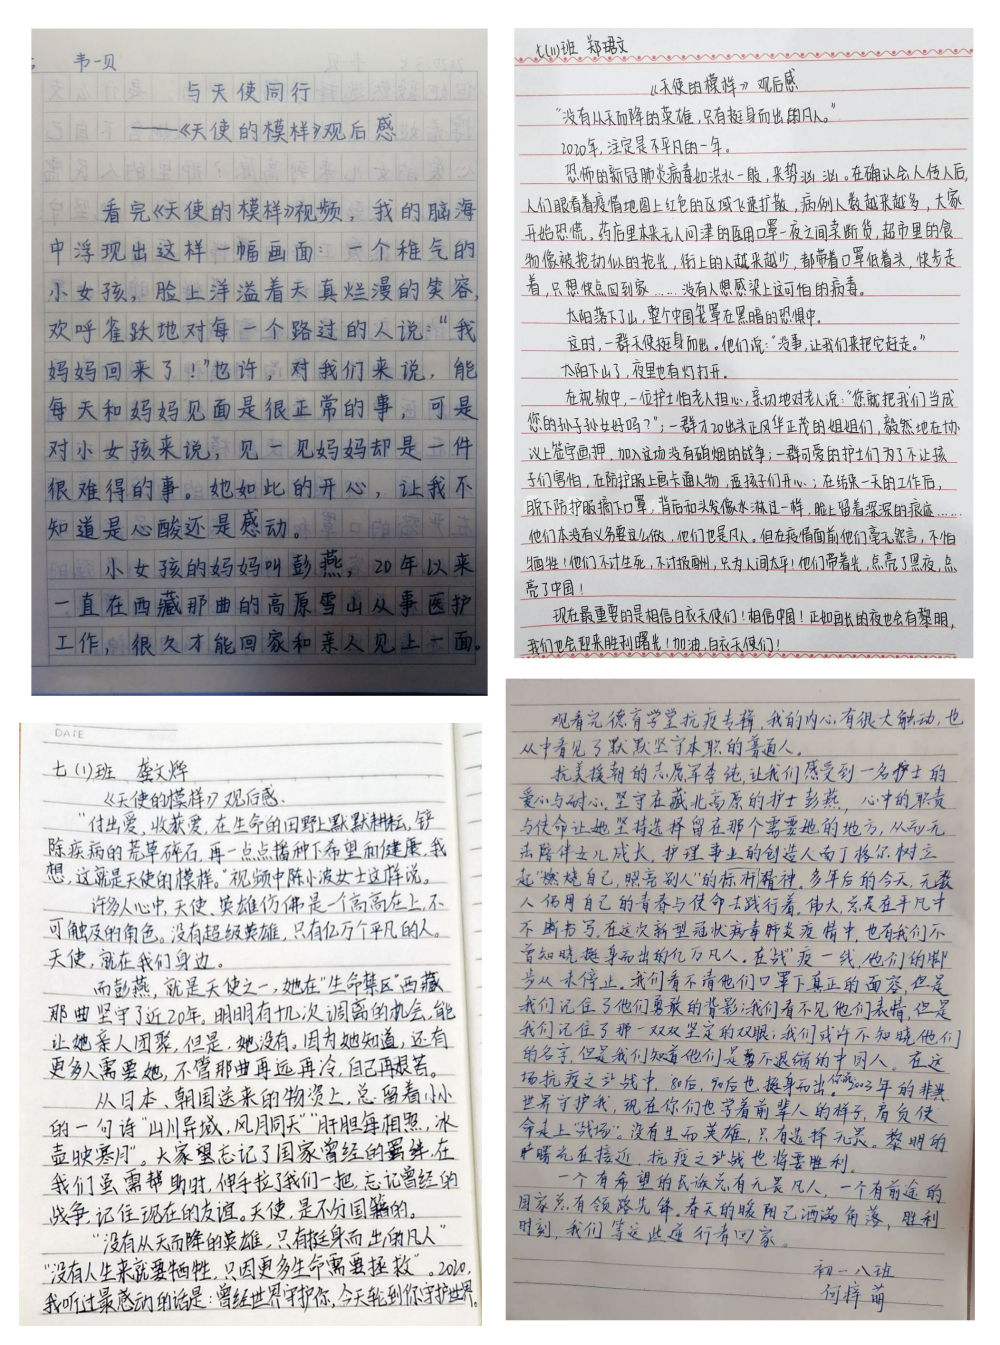 韦一贝
与天使同行
——《天使的模样》观后感
看完《天使的模样》视频，我的脑海
中浮现出这样一幅画面：一个稚气的
小女孩，脸上洋溢着天真烂漫的笑容，
欢呼雀跃地对每一个路过的人说：“我
妈妈回来了！”也许，对我们来说，能
每天和妈妈见面是很正常的事，可是
对小女孩来说，见一见妈妈却是一件
很难得的事。她如此的开心，让我不
知道是心酸还是感动。
小女孩的妈妈叫彭燕，20年以来
一直在西藏那曲的高原雪山从事医护
工作，很久才能回家和亲人见上一面。
七(11)班 郑珺文
《天使的模样》观后感
“没有从天而降的英雄，只有挺身而出的凡人。”
2020年，注定是不平凡的一年。
恐怖的新冠肺炎病毒如洪水一般，来势汹汹。在确认会人传人后，
人们眼看着疫情地图上红色的区域飞速扩散，病例人数越来越多，大家
开始恐慌。药店里本来无人问津的医用口罩一夜之间卖断货，超市里的食
物像被抢劫似的抢光，街上的人越来越少，都带着口罩低着头，快步走
着，只想快点回到家……没有人想感染上这可怕的病毒。
太阳落下了山，整个中国笼罩在黑暗的恐惧中。
这时，一群天使挺身而出。他们说：“没事，让我们来把它赶走。”
太阳下山了，夜里也有灯打开。
在视频中，一位护士怕老人担心，亲切地对老人说：“您就把我们当成
您的孙子孙女好吗？”；一群才20出头正风华正茂的姐姐们，毅然地在协
议上签字画押，加入这场没有硝烟的战争；一群可爱的护士们为了不让孩
子们害怕，在防护服上画卡通人物，逗孩子们开心；在结束一天的工作后，
脱下防护服摘下口罩，背后和头发像水淋过一样，脸上留着深深的痕迹……
他们本没有义务要这么做，他们也是凡人。但在疫情面前他们毫无怨言，不怕
牺牲！他们不计生死，不计报酬，只为人间太平！他们带着光，点亮了黑夜，点
亮了中国！
现在最重要的是相信白衣天使们！相信中国！正如再长的夜也会有黎明，
我们也会迎来胜利曙光！加油，白衣天使们！
DATE
七(1)班 龚文烨
《天使的模样》观后感
“付出爱，收获爱，在生命的田野上默默耕耘，铲
除疾病的荒草碎石，再一点点播种下希望和健康。我
想，这就是天使的模样。”视频中陈小波女士这样说。
许多人心中，天使、英雄仿佛是一个高高在上，不
可触及的角色。没有超级英雄，只有亿万个平凡的人。
天使，就在我们身边。
而彭燕，就是天使之一，她在“生命禁区”西藏
那曲坚守了近20年。明明有几次调离的机会，能
让她亲人团聚，但是，她没有，因为她知道，还有
更多人需要她，不管那曲再远再冷，自己再艰苦。
从日本、韩国送来的物资上，总留着小小
的一句诗“山川异域，风月同天”“肝胆每相照，冰
壶映寒月”。大家望忘记了国家曾经的羁绊，在
我们虽需帮助时，伸手拉了我们一把，忘记曾经的
战争，记住现在的友谊。天使，是不分国籍的。
“没有从天而降的英雄，只有挺身而出的凡人”
“没有人生来就要牺牲，只因更多生命需要拯救”。2020，
我听过最感动的话是：曾经世界守护你，今天轮到你守护世界。
观看完德育学堂抗疫专辑，我的内心有很大触动，也
从中看见了默默坚守本职的普通人。
抗美援朝的志愿军李纯，让我们感受到一名护士的
爱心与耐心。坚守在藏北高原的护士彭燕，心中的职责
与使命让她坚持选择留在那个需要她的地方，从而无
法陪伴女儿成长。护理事业的创造人南丁格尔树立
起“燃烧自己，照亮别人”的标杆精神。多年后的今天，无数
人倡用自己的青春与使命去践行着。伟大，总是在平凡中
不断书写，在这次新型冠状病毒肺炎疫情中，也有我们不
曾知晓挺身而出的亿万凡人。在战“疫”一线，他们的脚
步从未停止。我们看不清他们口罩下真正的面容，但是
我们记住了他们勇敢的背影；我们看不见他们表情，但是
我们记住了那一双双坚定的双眼；我们或许不知晓他们
的名字，但是我们知道他们是勇不退缩的中国人。在这
场抗疫之战中，80后，90后也挺身而出，你说2003年的非典
世界守护我，现在你们也学着前辈人的样子，肩负使
命走上“战场”。没有生而英雄，只有选择无畏。黎明的
曙光在接近，抗疫之战也将要胜利。
一个有希望的民族总有无畏凡人，一个有前途的
国家总有领路先锋。春天的暖阳已洒满角落，胜利
时刻，我们等这些逆行者回家。
初一八班
何梓萌